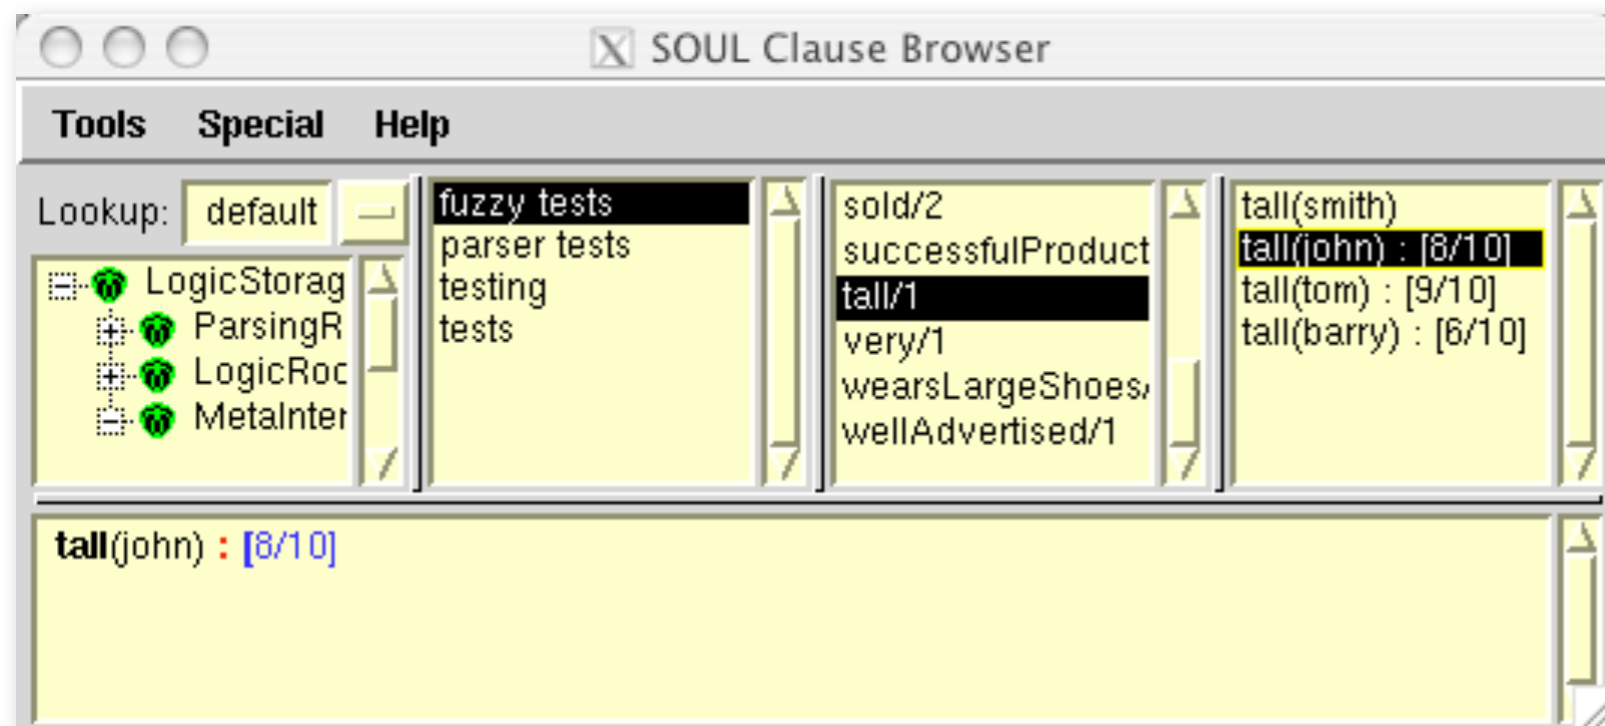 SOUL Clause Browser
Tools Special Help
Lookup: default
LogicStorag
ParsingR
LogicRoc
MetaInter
fuzzy tests
parser tests
testing
tests
sold/2
successfulProduct
tall/1
very/1
wearsLargeShoes/
wellAdvertised/1
tall(smith)
tall(john) : [8/10]
tall(tom) : [9/10]
tall(barry) : [6/10]
tall(john) : [8/10]